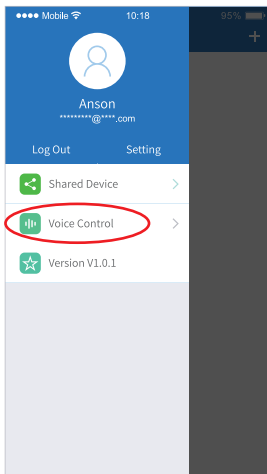 Mobile 10:18 95%
Anson
*********@****.com
Log Out Setting
Shared Device
Voice Control
Version V1.0.1